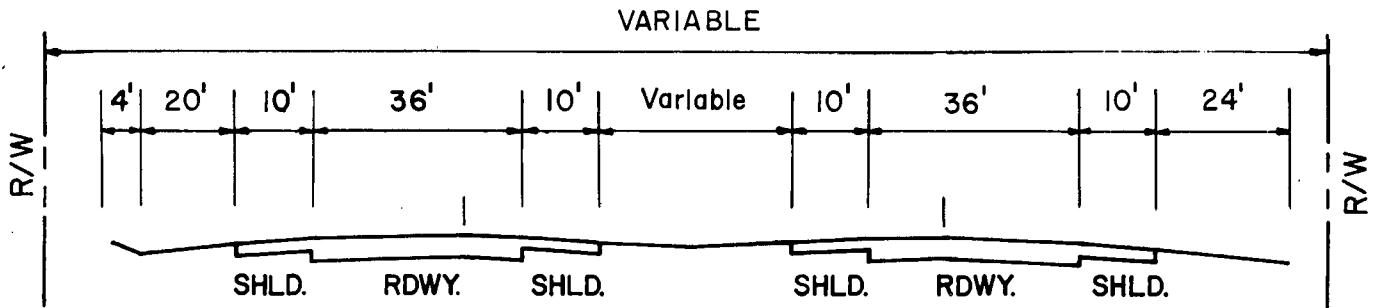 VARIABLE
4' 20' 10' 36' 10' Variable 10' 36' 10' 24'
R/W R/W
SHLD. RDWY. SHLD. SHLD. RDWY. SHLD.